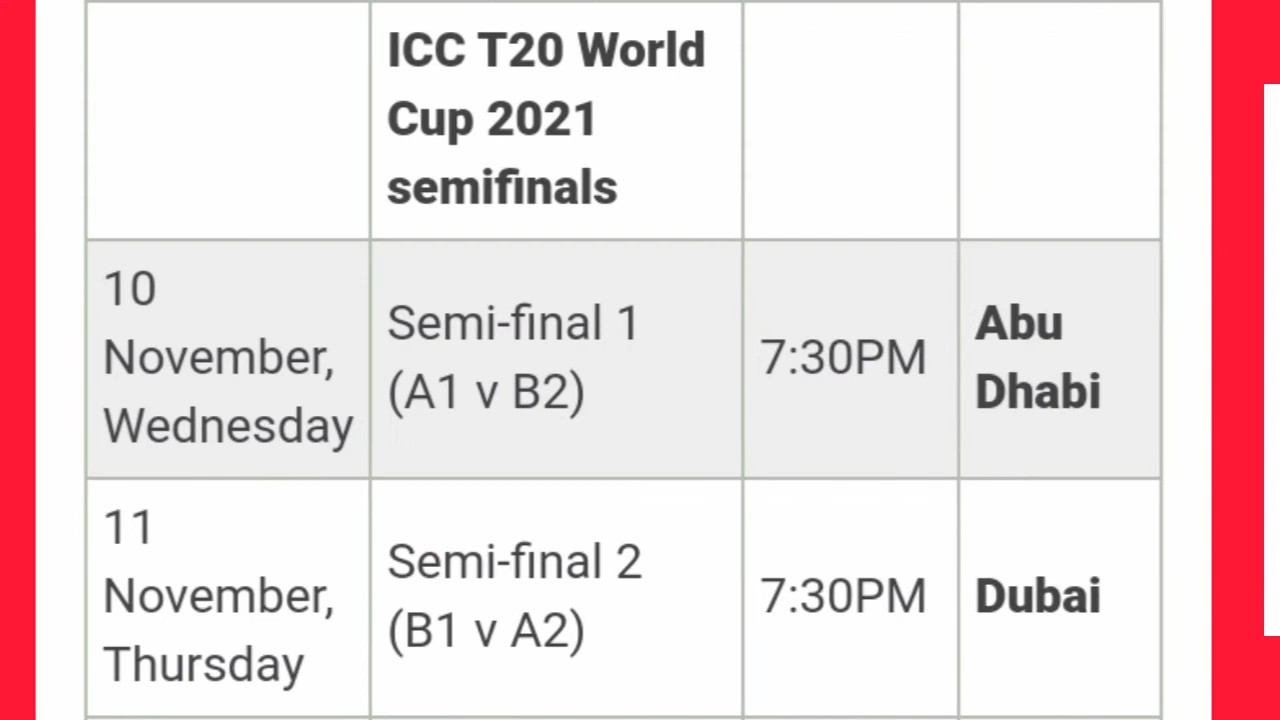 ICC T20 World
Cup 2021
semifinals
10
November,
Wednesday
Semi-final 1
(A1 v B2)
7:30PM
Abu
Dhabi
11
November,
Thursday
Semi-final 2
(B1 v A2)
7:30PM
Dubai